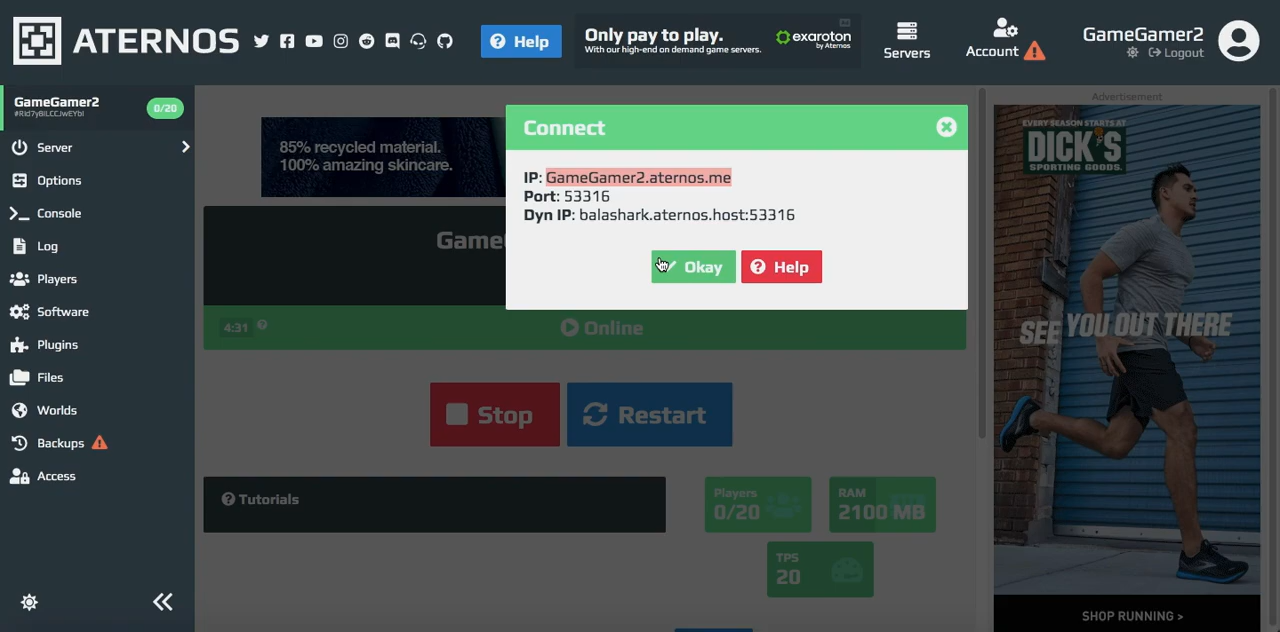 ATERNOS
Help
Only pay to play.
With our high-end on demand game servers.
exaroton
by Aternos
Ad
Servers
Account
GameGamer2
Logout
GameGamer2
0/20
Server
Options
Console
Log
Players
Software
Plugins
Files
Worlds
Backups
Access
85% recycled material.
100% amazing skincare.
Connect
IP: GameGamer2.aternos.me
Port: 53316
Dyn IP: balashark.aternos.host:53316
Okay
Help
GameG
4:31
Online
Stop
Restart
Tutorials
Players
0/20
RAM
2100 MB
TPS
20
Advertisement
EVERY SEASON STARTS AT
DICK'S
SPORTING GOODS.
SEE YOU OUT THERE
SHOP RUNNING >